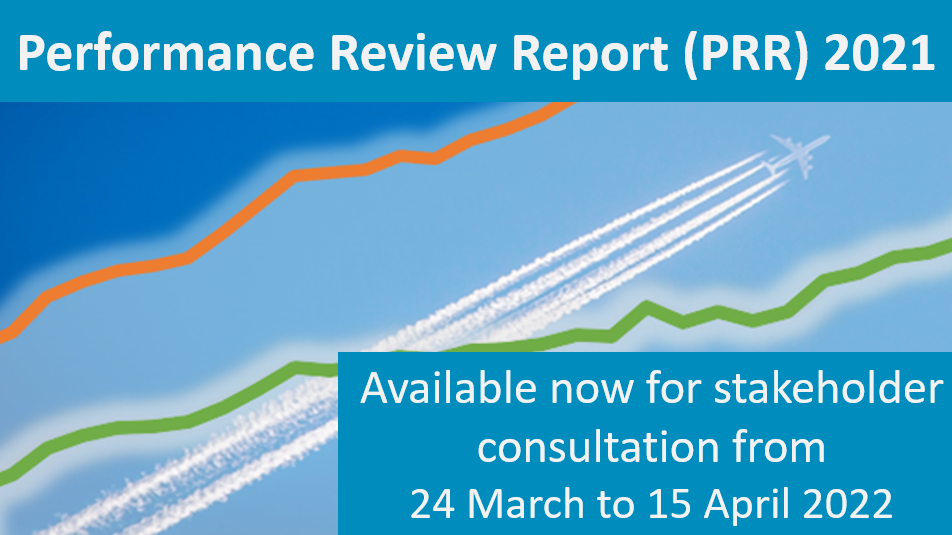 Performance Review Report (PRR) 2021
Available now for stakeholder
consultation from
24 March to 15 April 2022